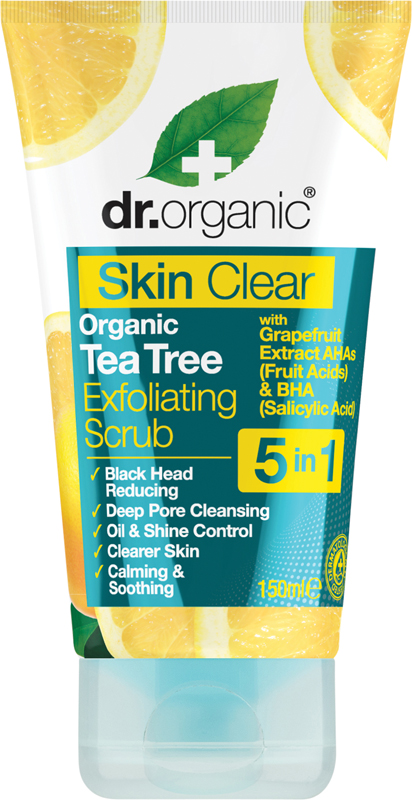 dr.organic®
Skin Clear
Organic
Tea Tree
Exfoliating
Scrub
with
Grapefruit
Extract AHAs
(Fruit Acids)
& BHA
(Salicylic Acid)
5 in 1
✓ Black Head
Reducing
✓ Deep Pore Cleansing
✓ Oil & Shine Control
✓ Clearer Skin
✓ Calming &
Soothing
150ml ℮